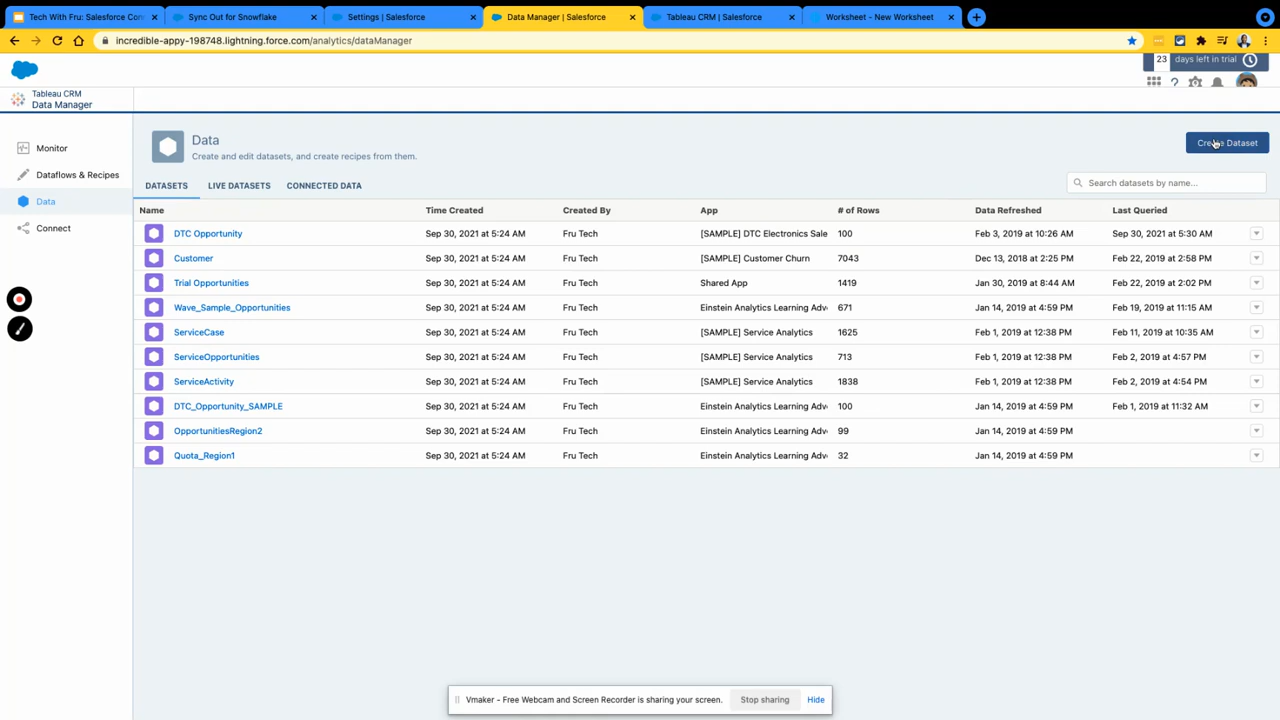 Tech With Fru: Salesforce Con
Sync Out for Snowflake
Settings | Salesforce
Data Manager | Salesforce
Tableau CRM | Salesforce
Worksheet - New Worksheet
incredible-appy-198748.lightning.force.com/analytics/dataManager
23 days left in trial
Tableau CRM
Data Manager
Monitor
Dataflows & Recipes
Data
Connect
Data
Create and edit datasets, and create recipes from them.
Create Dataset
DATASETS LIVE DATASETS CONNECTED DATA
Search datasets by name...
Name Time Created Created By App # of Rows Data Refreshed Last Queried
DTC Opportunity Sep 30, 2021 at 5:24 AM Fru Tech [SAMPLE] DTC Electronics Sale 100 Feb 3, 2019 at 10:26 AM Sep 30, 2021 at 5:30 AM
Customer Sep 30, 2021 at 5:24 AM Fru Tech [SAMPLE] Customer Churn 7043 Dec 13, 2018 at 2:25 PM Feb 22, 2019 at 2:58 PM
Trial Opportunities Sep 30, 2021 at 5:24 AM Fru Tech Shared App 1419 Jan 30, 2019 at 8:44 AM Feb 22, 2019 at 2:02 PM
Wave_Sample_Opportunities Sep 30, 2021 at 5:24 AM Fru Tech Einstein Analytics Learning Adv 671 Jan 14, 2019 at 4:59 PM Feb 19, 2019 at 11:15 AM
ServiceCase Sep 30, 2021 at 5:24 AM Fru Tech [SAMPLE] Service Analytics 1625 Feb 1, 2019 at 12:38 PM Feb 11, 2019 at 10:35 AM
ServiceOpportunities Sep 30, 2021 at 5:24 AM Fru Tech [SAMPLE] Service Analytics 713 Feb 1, 2019 at 12:38 PM Feb 2, 2019 at 4:57 PM
ServiceActivity Sep 30, 2021 at 5:24 AM Fru Tech [SAMPLE] Service Analytics 1838 Feb 1, 2019 at 12:38 PM Feb 2, 2019 at 4:54 PM
DTC_Opportunity_SAMPLE Sep 30, 2021 at 5:24 AM Fru Tech Einstein Analytics Learning Adv 100 Jan 14, 2019 at 4:59 PM Feb 1, 2019 at 11:32 AM
OpportunitiesRegion2 Sep 30, 2021 at 5:24 AM Fru Tech Einstein Analytics Learning Adv 99 Jan 14, 2019 at 4:59 PM
Quota_Region1 Sep 30, 2021 at 5:24 AM Fru Tech Einstein Analytics Learning Adv 32 Jan 14, 2019 at 4:59 PM
Vmaker - Free Webcam and Screen Recorder is sharing your screen. Stop sharing Hide